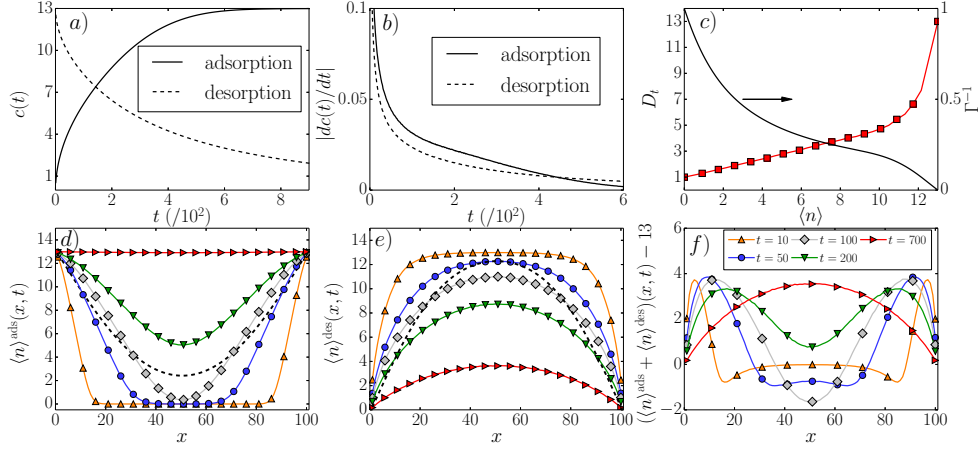 a)
13
10
7
4
1
c(t)
adsorption
desorption
0 2 4 6 8
t (/10²)
b)
0.1
0.05
0
|dc(t)/dt|
adsorption
desorption
0 2 4 6
t (/10²)
c)
13
11
9
7
5
3
1
D_t
1
0.5
0
Γ⁻¹
0 2 4 6 8 10 12
⟨n⟩
d)
14
12
10
8
6
4
2
0
⟨n⟩^ads(x, t)
0 20 40 60 80 100
x
e)
14
12
10
8
6
4
2
0
⟨n⟩^des(x, t)
0 20 40 60 80 100
x
f)
t = 10 t = 100 t = 700
t = 50 t = 200
6
4
2
0
−2
(⟨n⟩^ads + ⟨n⟩^des)(x, t) − 13
0 20 40 60 80 100
x